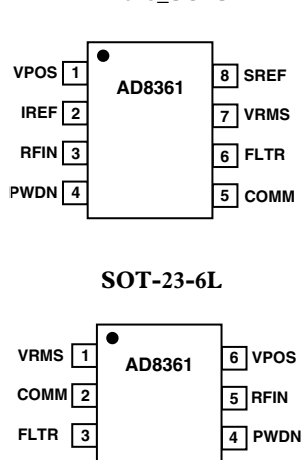 VPOS 1 AD8361 8 SREF
IREF 2 7 VRMS
RFIN 3 6 FLTR
PWDN 4 5 COMM
SOT-23-6L
VRMS 1 AD8361 6 VPOS
COMM 2 5 RFIN
FLTR 3 4 PWDN